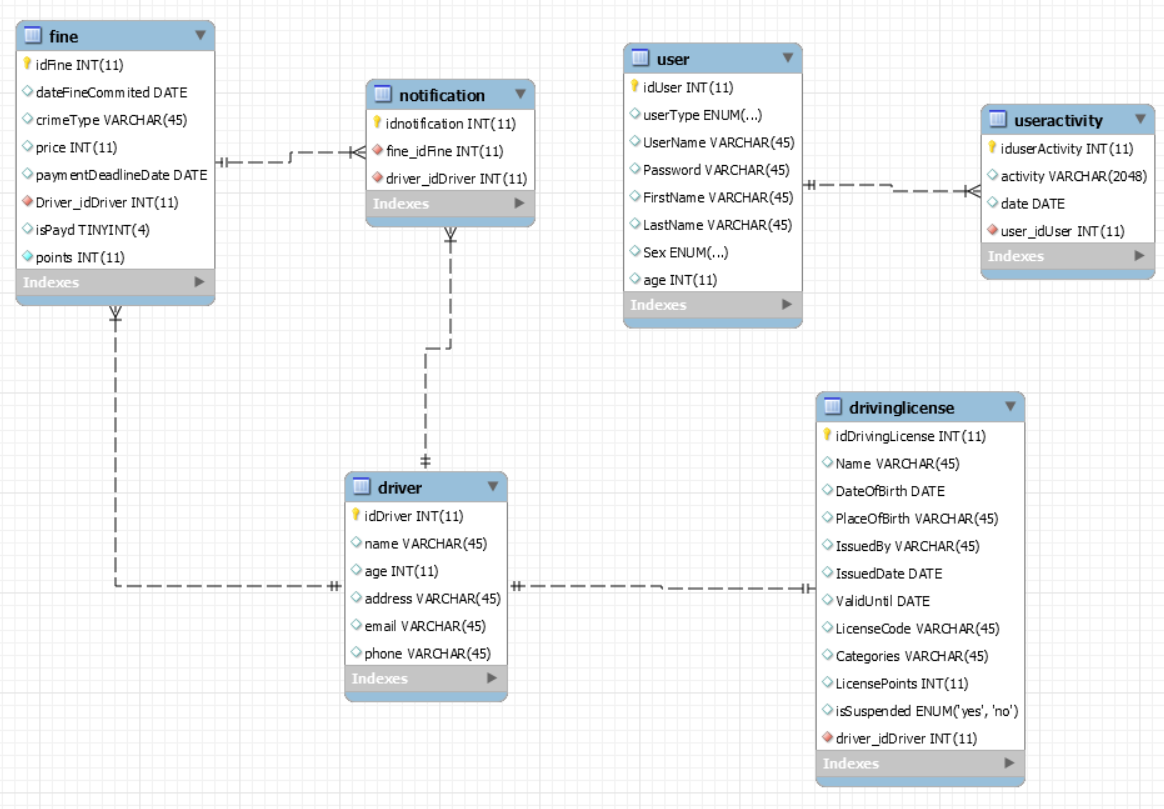 fine
idFine INT(11)
dateFineCommited DATE
crimeType VARCHAR(45)
price INT(11)
paymentDeadlineDate DATE
Driver_idDriver INT(11)
isPayd TINYINT(4)
points INT(11)
Indexes
notification
idnotification INT(11)
fine_idFine INT(11)
driver_idDriver INT(11)
Indexes
user
idUser INT(11)
userType ENUM(...)
UserName VARCHAR(45)
Password VARCHAR(45)
FirstName VARCHAR(45)
LastName VARCHAR(45)
Sex ENUM(...)
age INT(11)
Indexes
useractivity
iduserActivity INT(11)
activity VARCHAR(2048)
date DATE
user_idUser INT(11)
Indexes
driver
idDriver INT(11)
name VARCHAR(45)
age INT(11)
address VARCHAR(45)
email VARCHAR(45)
phone VARCHAR(45)
Indexes
drivinglicense
idDrivingLicense INT(11)
Name VARCHAR(45)
DateOfBirth DATE
PlaceOfBirth VARCHAR(45)
IssuedBy VARCHAR(45)
IssuedDate DATE
ValidUntil DATE
LicenseCode VARCHAR(45)
Categories VARCHAR(45)
LicensePoints INT(11)
isSuspended ENUM('yes', 'no')
driver_idDriver INT(11)
Indexes